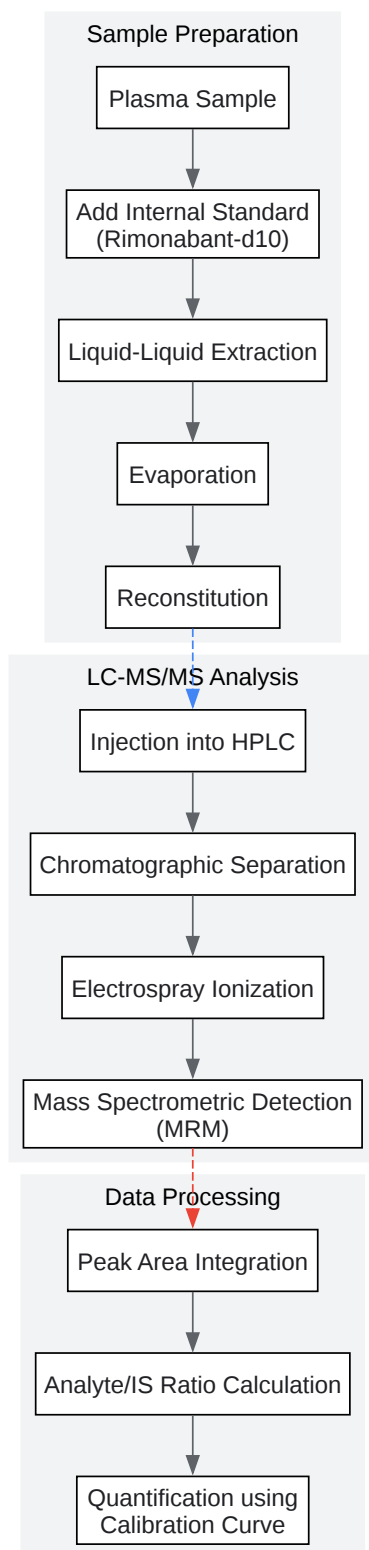 Sample Preparation
Plasma Sample
Add Internal Standard
(Rimonabant-d10)
Liquid-Liquid Extraction
Evaporation
Reconstitution
LC-MS/MS Analysis
Injection into HPLC
Chromatographic Separation
Electrospray Ionization
Mass Spectrometric Detection
(MRM)
Data Processing
Peak Area Integration
Analyte/IS Ratio Calculation
Quantification using
Calibration Curve